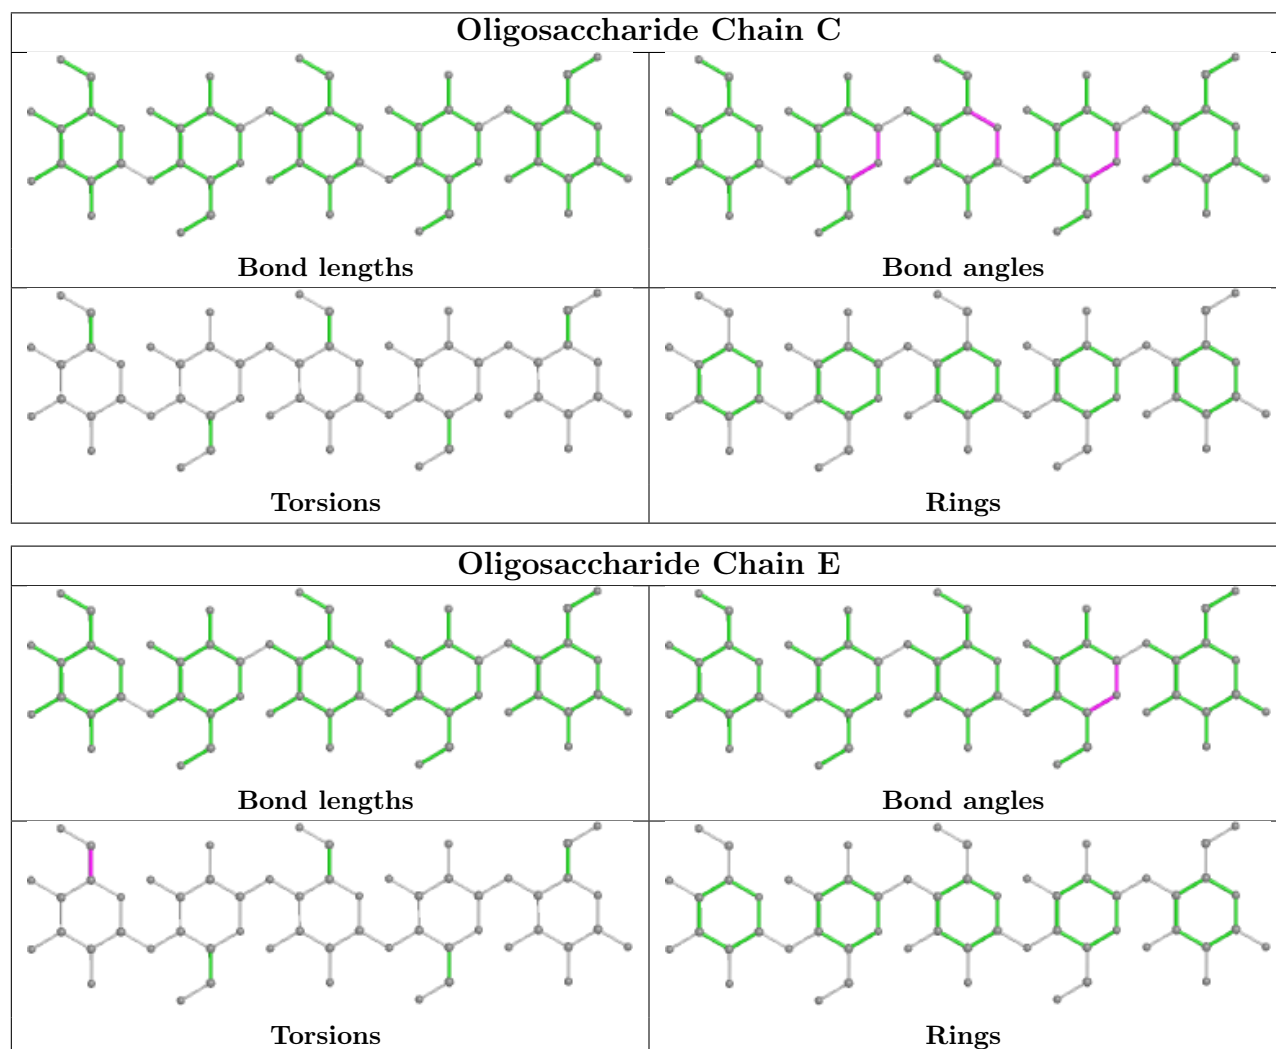 Oligosaccharide Chain C
Bond lengths
Bond angles
Torsions
Rings
Oligosaccharide Chain E
Bond lengths
Bond angles
Torsions
Rings